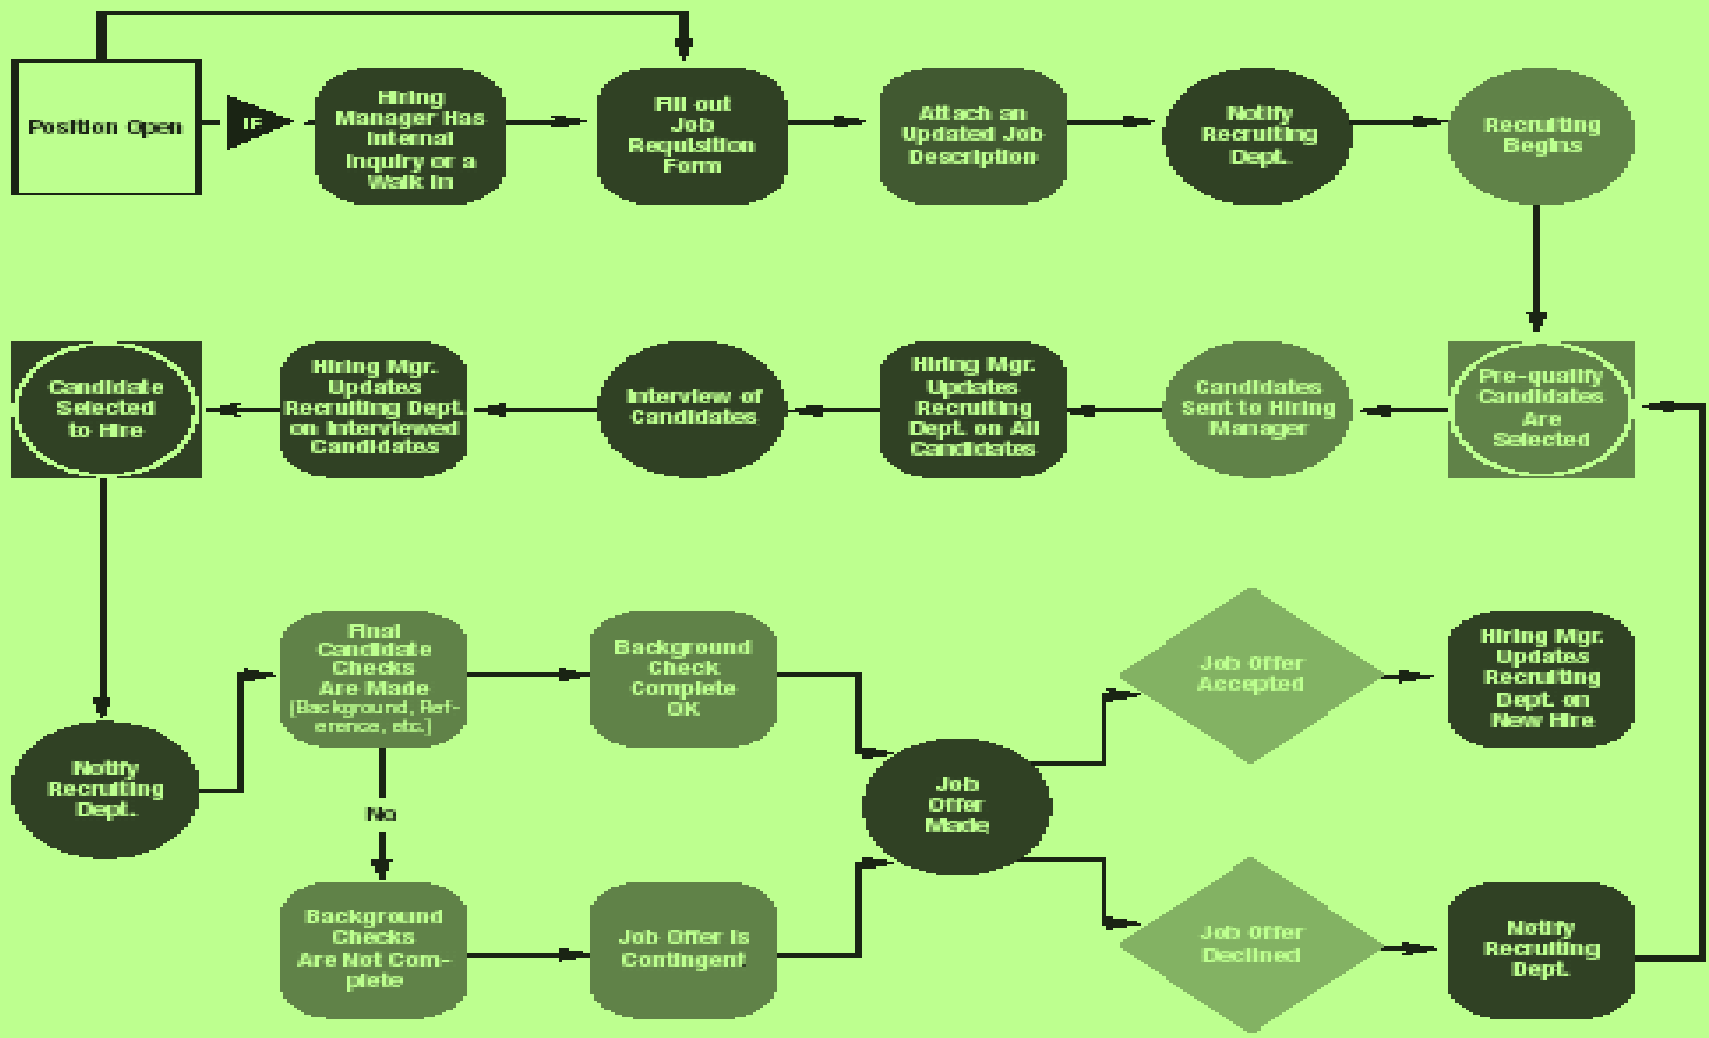 Position Open
IF
Hiring
Manager Has
Internal
Inquiry or a
Walk In
Fill out
Job
Requisition
Form
Attach an
Updated Job
Description
Notify
Recruiting
Dept.
Recruiting
Begins
Candidate
Selected
to Hire
Hiring Mgr.
Updates
Recruiting Dept.
on Interviewed
Candidates
Interview of
Candidates
Hiring Mgr.
Updates
Recruiting
Dept. on All
Candidates
Candidates
Sent to Hiring
Manager
Pre-qualify
Candidates
Are
Selected
Notify
Recruiting
Dept.
Final
Candidate
Checks
Are Made
(Background, Ref-
erence, etc.)
No
Background
Check
Complete
OK
Background
Checks
Are Not Com-
plete
Job Offer is
Contingent
Job
Offer
Made
Job Offer
Accepted
Hiring Mgr.
Updates
Recruiting
Dept. on
New Hire
Job Offer
Declined
Notify
Recruiting
Dept.